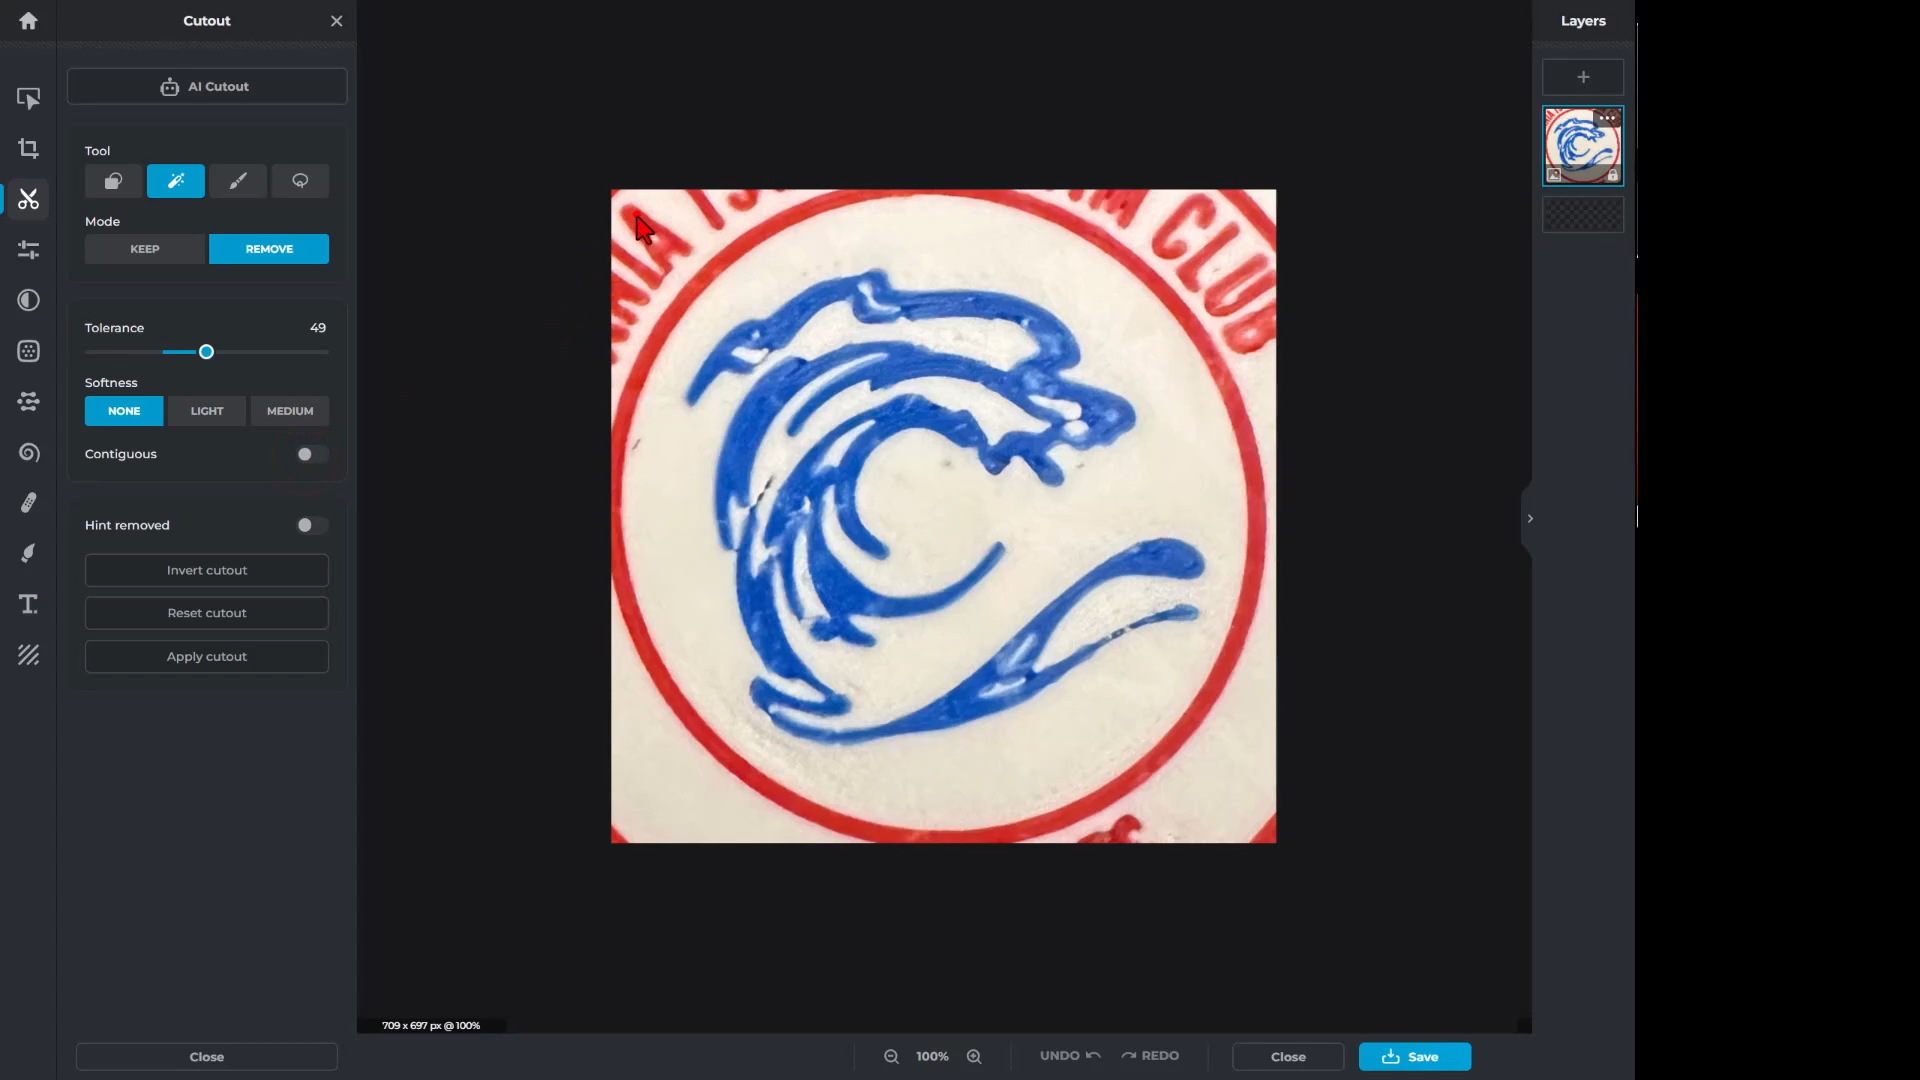 Cutout
Layers
AI Cutout
Tool
Mode
KEEP REMOVE
Tolerance 49
Softness
NONE LIGHT MEDIUM
Contiguous
Hint removed
Invert cutout
Reset cutout
Apply cutout
CLUB
709 x 697 px @ 100%
Close
100%
UNDO REDO
Close
Save